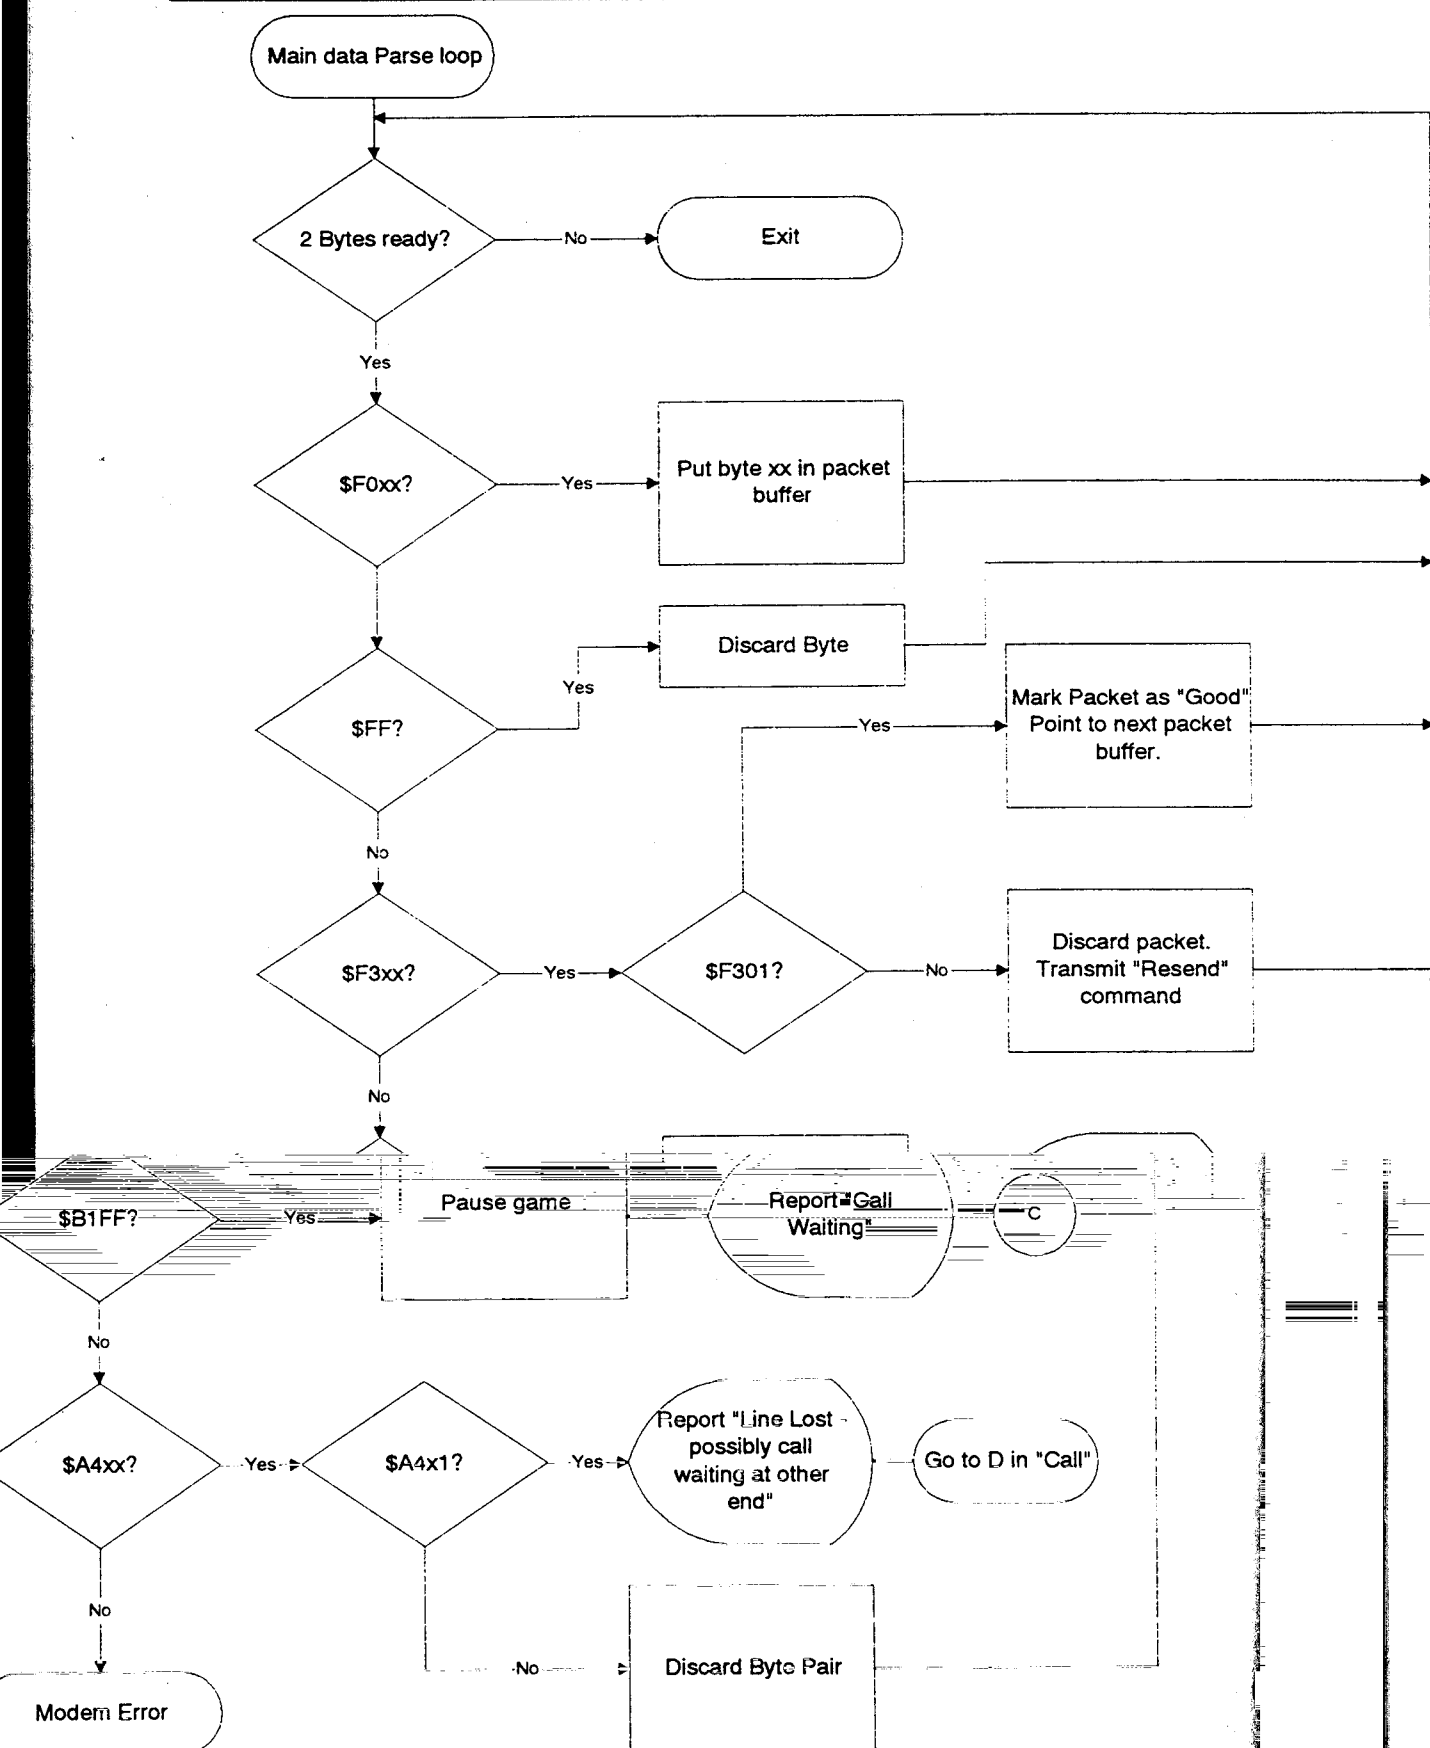 Main data Parse loop
2 Bytes ready?
No
Exit
Yes
$F0xx?
Yes
Put byte xx in packet
buffer
Discard Byte
Yes
$FF?
Mark Packet as "Good"
Point to next packet
buffer.
Yes
No
$F3xx?
Yes
$F301?
No
Discard packet.
Transmit "Resend"
command
No
$B1FF?
Yes
Pause game
Report "Call
Waiting"
C
No
$A4xx?
Yes
$A4x1?
Yes
Report "Line Lost -
possibly call
waiting at other
end"
Go to D in "Call"
No
No
Discard Byte Pair
Modem Error